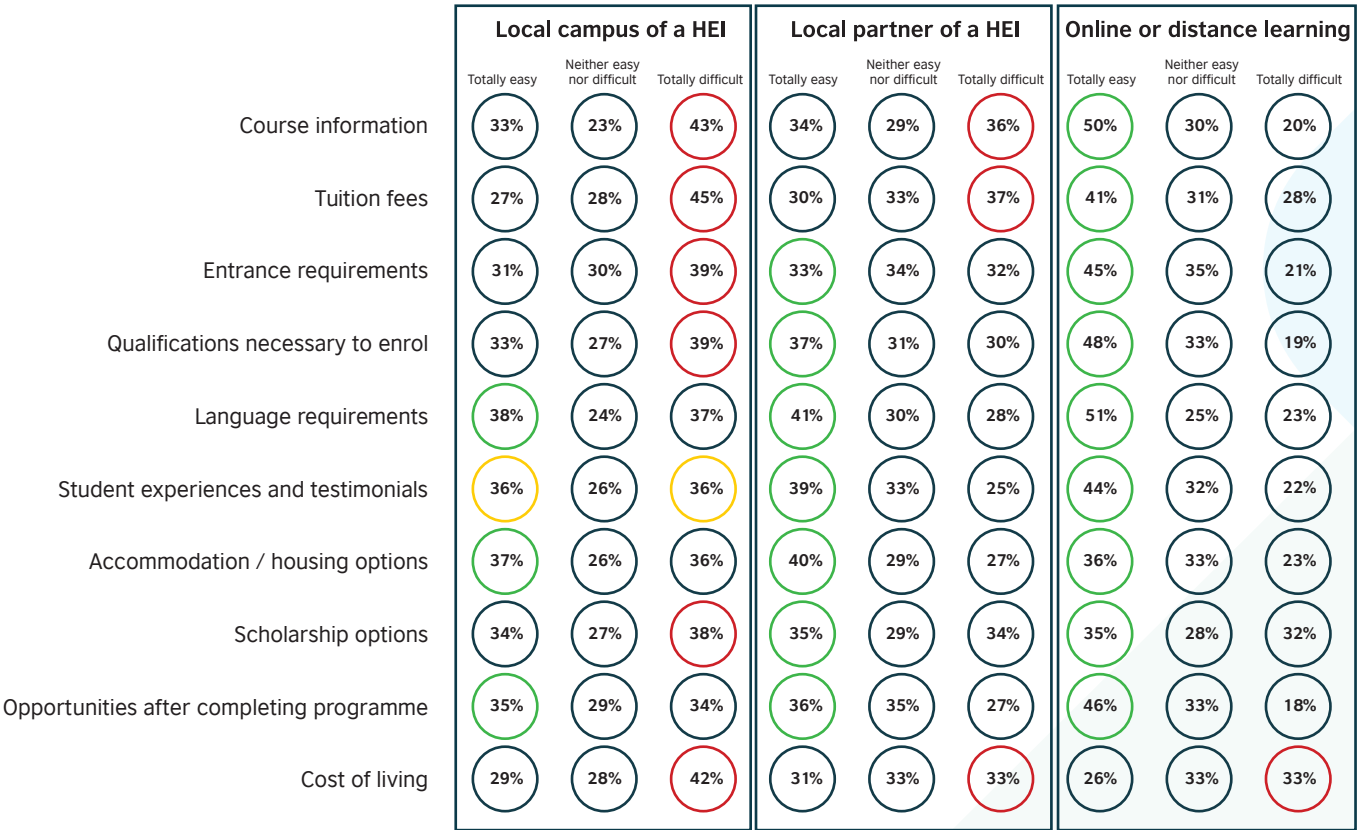 Local campus of a HEI Local partner of a HEI Online or distance learning
Totally easy Neither easy nor difficult Totally difficult Totally easy Neither easy nor difficult Totally difficult Totally easy Neither easy nor difficult Totally difficult
Course information 33% 23% 43% 34% 29% 36% 50% 30% 20%
Tuition fees 27% 28% 45% 30% 33% 37% 41% 31% 28%
Entrance requirements 31% 30% 39% 33% 34% 32% 45% 35% 21%
Qualifications necessary to enrol 33% 27% 39% 37% 31% 30% 48% 33% 19%
Language requirements 38% 24% 37% 41% 30% 28% 51% 25% 23%
Student experiences and testimonials 36% 26% 36% 39% 33% 25% 44% 32% 22%
Accommodation / housing options 37% 26% 36% 40% 29% 27% 36% 33% 23%
Scholarship options 34% 27% 38% 35% 29% 34% 35% 28% 32%
Opportunities after completing programme 35% 29% 34% 36% 35% 27% 46% 33% 18%
Cost of living 29% 28% 42% 31% 33% 33% 26% 33% 33%